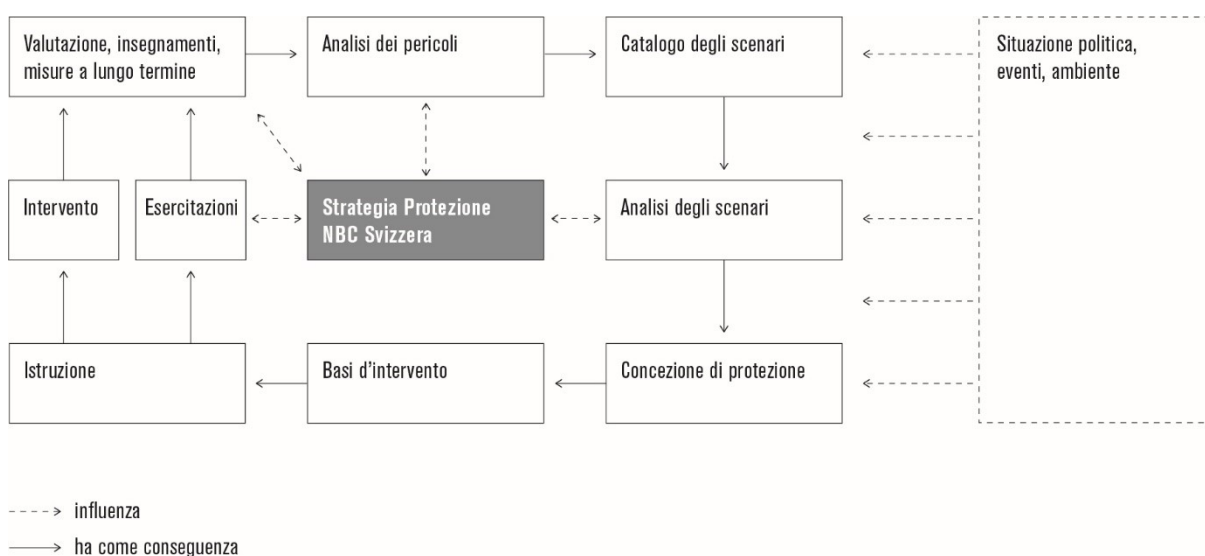 Valutazione, insegnamenti,
misure a lungo termine
Analisi dei pericoli
Catalogo degli scenari
Situazione politica,
eventi, ambiente
Intervento
Esercitazioni
Strategia Protezione
NBC Svizzera
Analisi degli scenari
Istruzione
Basi d’intervento
Concezione di protezione
influenza
ha come conseguenza